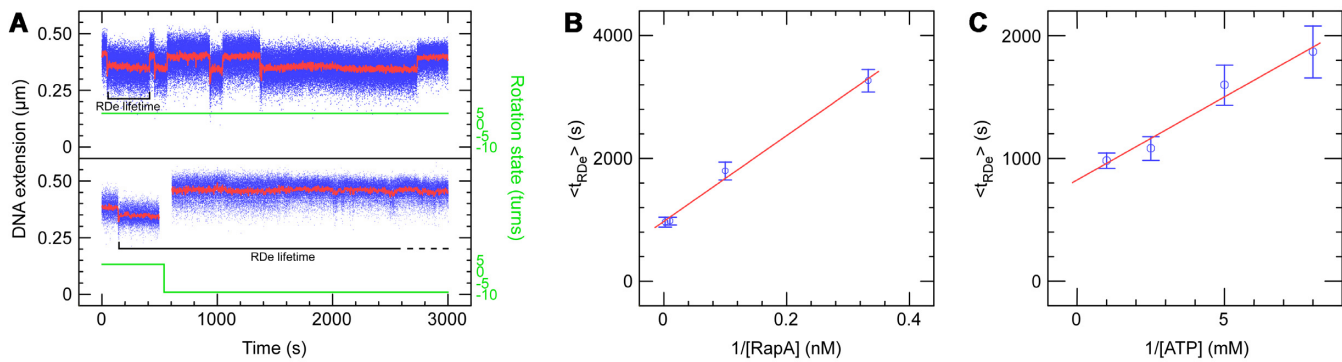 A
0.50
0.25
0
0.50
0.25
0
DNA extension (µm)
RDe lifetime
RDe lifetime
5
0
-5
-10
5
0
-5
-10
Rotation state (turns)
0
1000
2000
3000
Time (s)
B
4000
2000
0
<tRDe> (s)
0
0.2
0.4
1/[RapA] (nM)
C
2000
1000
0
<tRDe> (s)
0
5
1/[ATP] (mM)